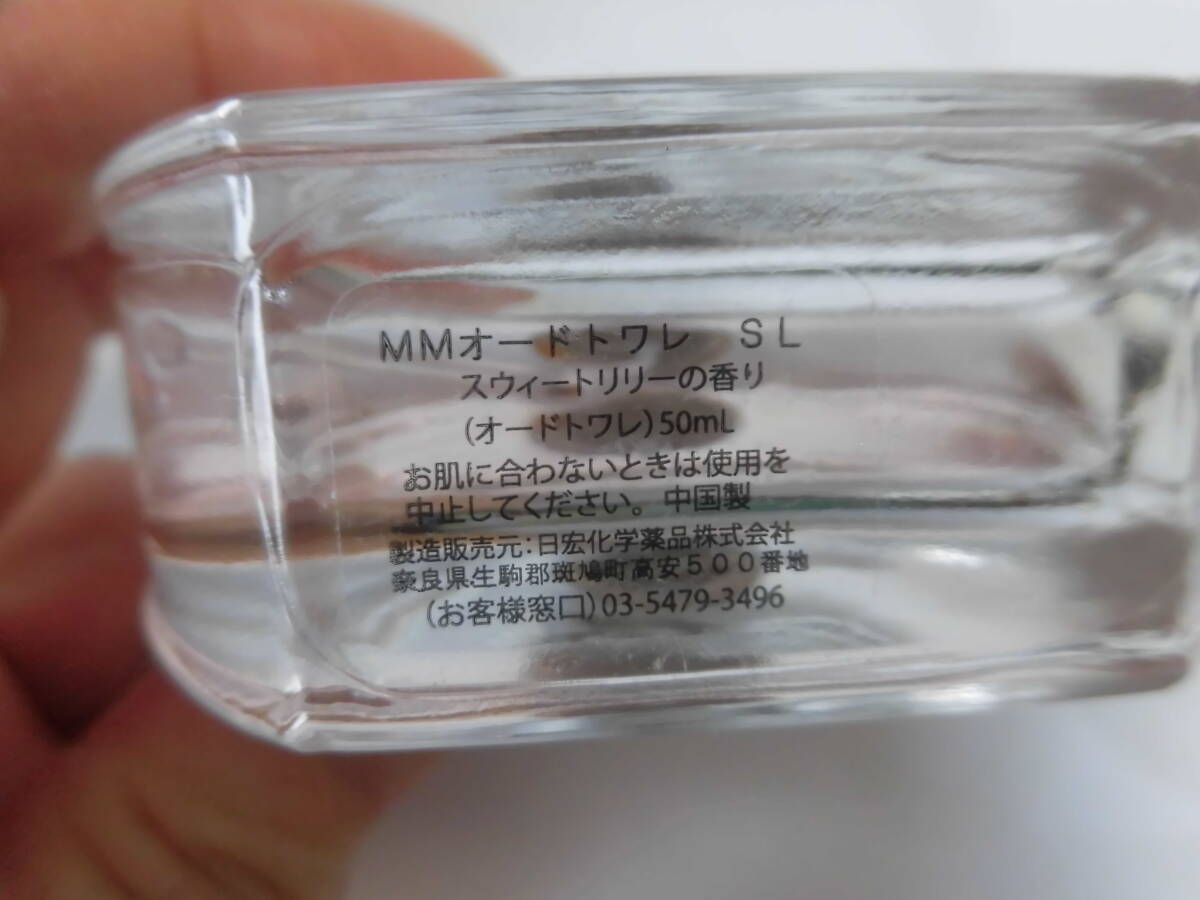 MMオードトワレ　SL
スウィートリリーの香り
(オードトワレ)50mL
お肌に合わないときは使用を
中止してください。中国製
製造販売元：日宏化学薬品株式会社
奈良県生駒郡斑鳩町高安５００番地
(お客様窓口)03-5479-3496